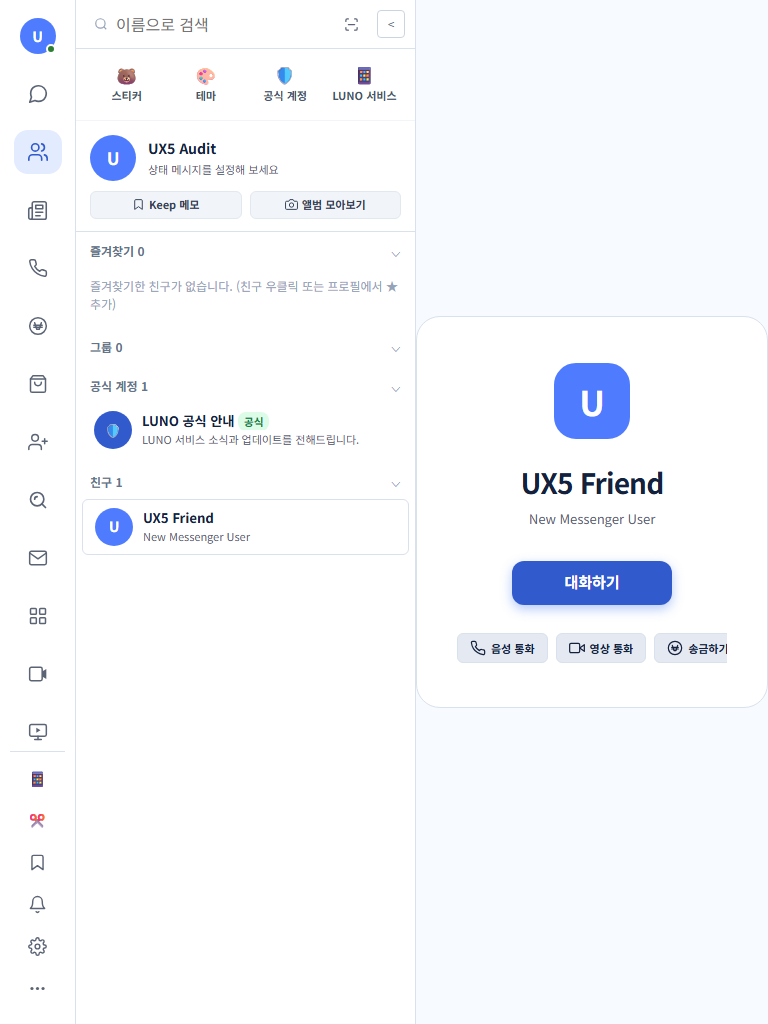 U
이름으로 검색
<
스티커
테마
공식 계정
LUNO 서비스
U
UX5 Audit
상태 메시지를 설정해 보세요
Keep 메모
앨범 모아보기
즐겨찾기 0
즐겨찾기한 친구가 없습니다. (친구 우클릭 또는 프로필에서 ★
추가)
그룹 0
공식 계정 1
LUNO 공식 안내 공식
LUNO 서비스 소식과 업데이트를 전해드립니다.
친구 1
U
UX5 Friend
New Messenger User
U
UX5 Friend
New Messenger User
대화하기
음성 통화
영상 통화
송금하기